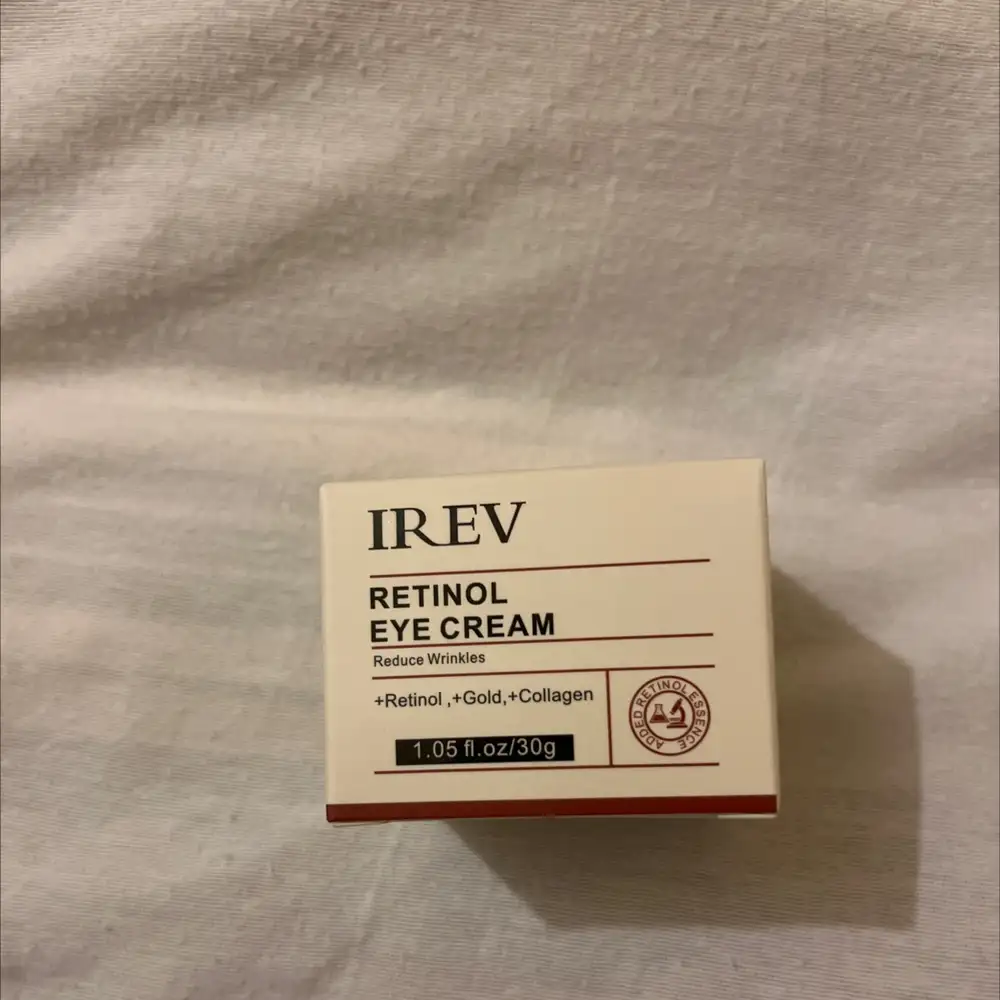 IREV
RETINOL
EYE CREAM
Reduce Wrinkles
+Retinol ,+Gold,+Collagen
1.05 fl.oz/30g
ADDED RETINOL ESSENCE